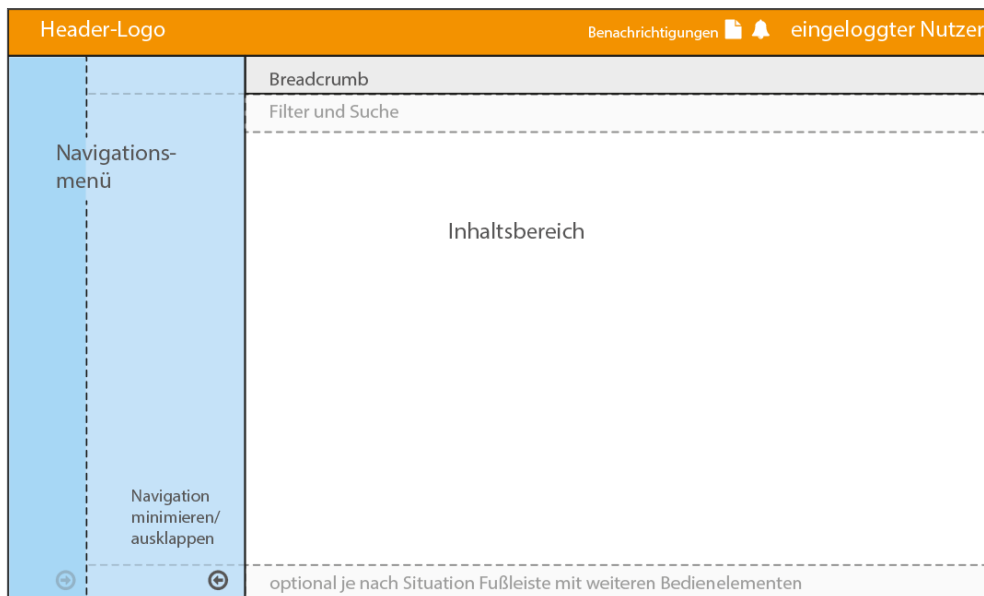 Header-Logo
Benachrichtigungen
eingeloggter Nutzer
Breadcrumb
Filter und Suche
Navigations-
menü
Inhaltsbereich
Navigation
minimieren/
ausklappen
optional je nach Situation Fußleiste mit weiteren Bedienelementen